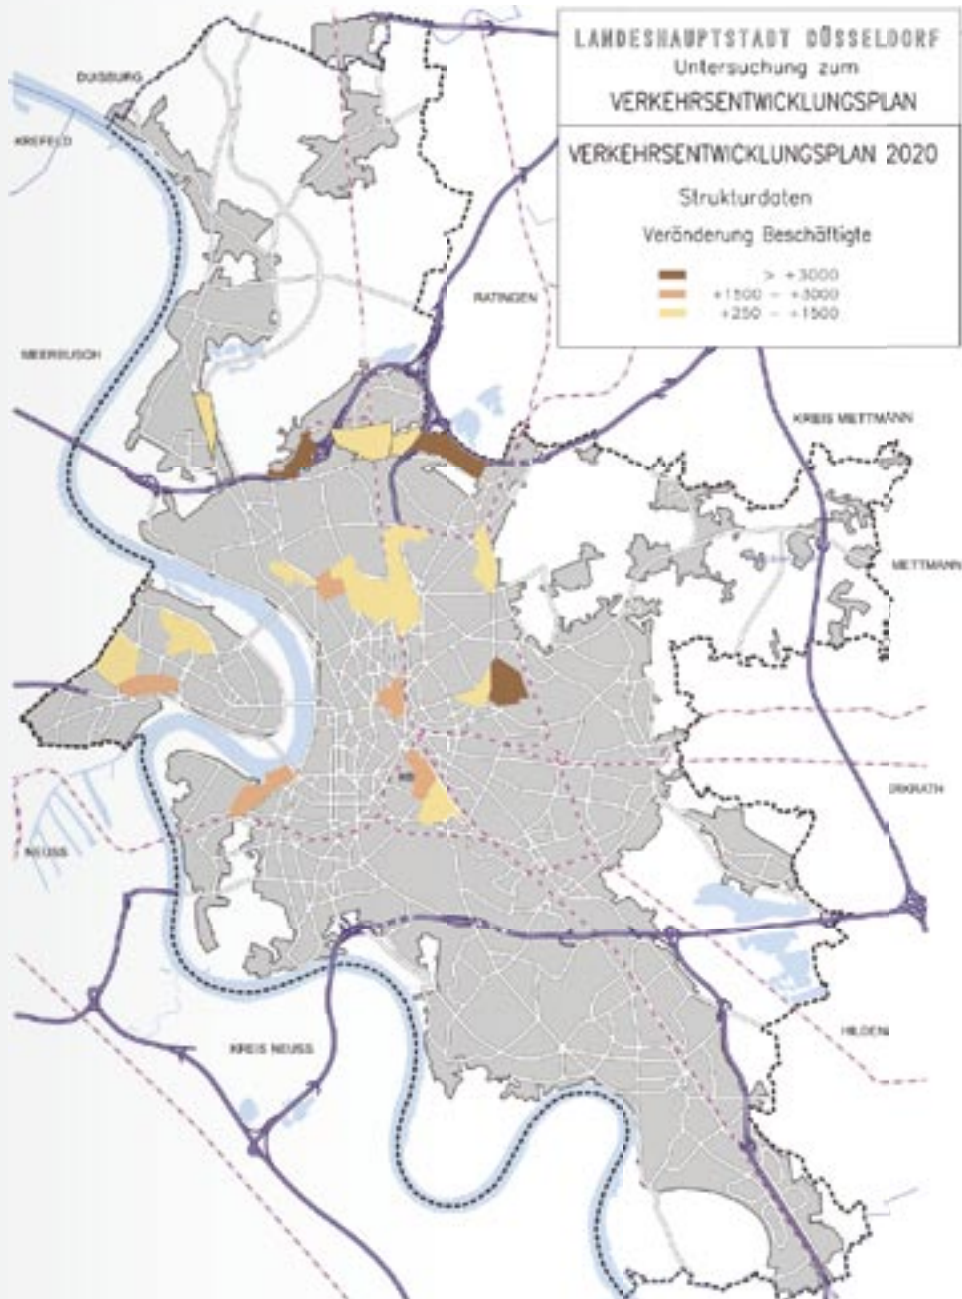 LANDESHAUPTSTADT DÜSSELDORF
Untersuchung zum
VERKEHRSENTWICKLUNGSPLAN
VERKEHRSENTWICKLUNGSPLAN 2020
Strukturdaten
Veränderung Beschäftigte
> +3000
+1500 - +3000
+250 - +1500
DUISBURG
KREFELD
RATINGEN
MEERBUSCH
KREIS METTMANN
METTMANN
ERKRATH
NEUSS
HILDEN
KREIS NEUSS